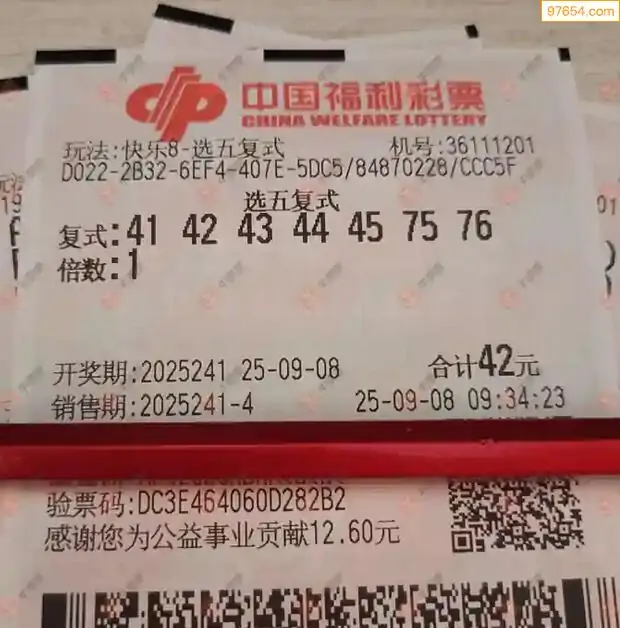 97654.com
中国福利彩票
CHINA WELFARE LOTTERY
玩法:快乐8-选五复式 机号:36111201
D022-2B32-6EF4-407E-5DC5/84870228/CCC5F
选五复式
复式:41 42 43 44 45 75 76
倍数:1
开奖期:2025241 25-09-08 合计42元
销售期:2025241-4 25-09-08 09:34:23
验票码:DC3E464060D282B2
感谢您为公益事业贡献12.60元